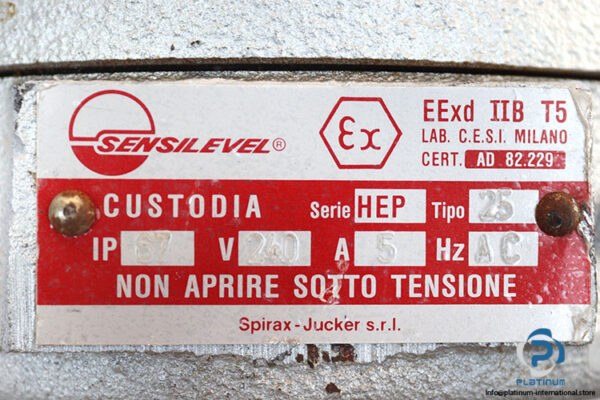 SENSILEVEL®
Ex
EExd IIB T5
LAB. C.E.S.I. MILANO
CERT. AD 82.229
CUSTODIA Serie HEP Tipo 25
IP 67 V 240 A 5 Hz AC
NON APRIRE SOTTO TENSIONE
Spirax-Jucker s.r.l.
PLATINUM
info@platinum-international.store